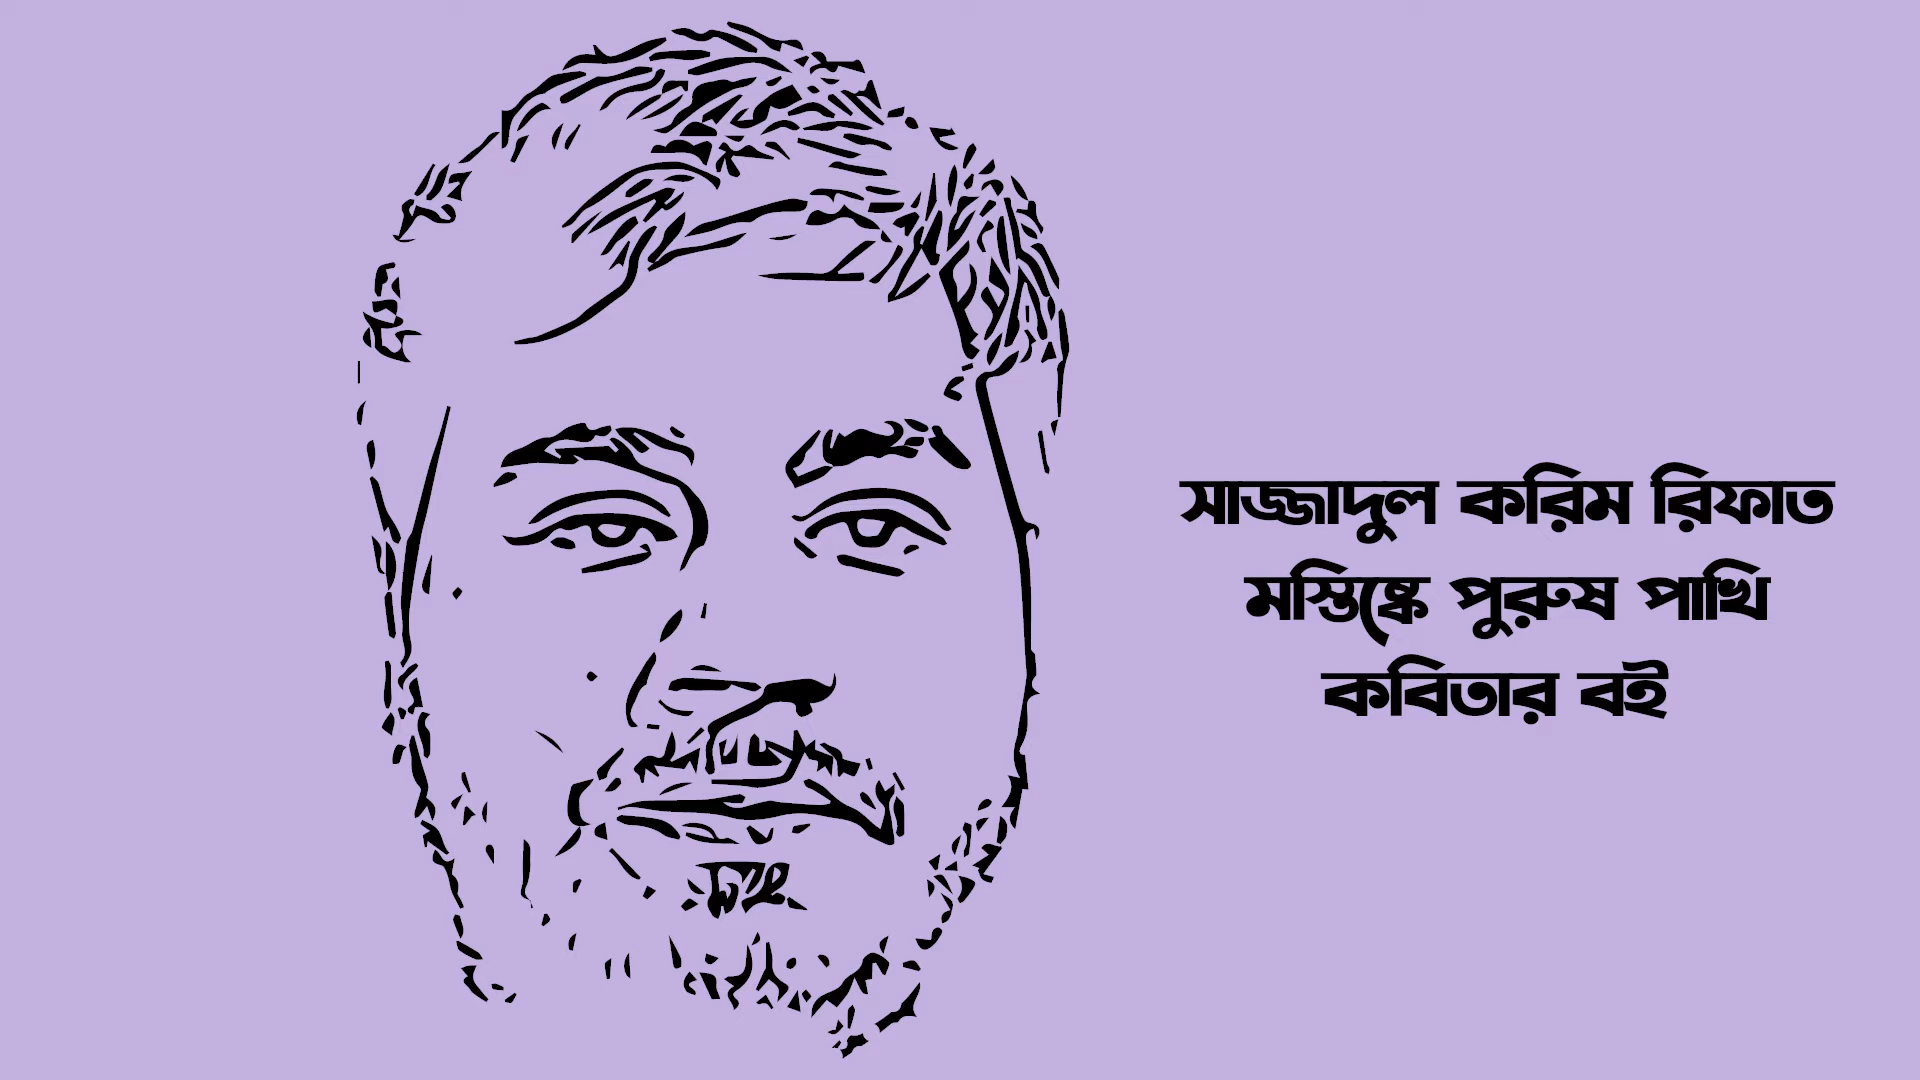 সাজ্জাদুল করিম রিফাত
মস্তিষ্কে পুরুষ পাখি
কবিতার বই